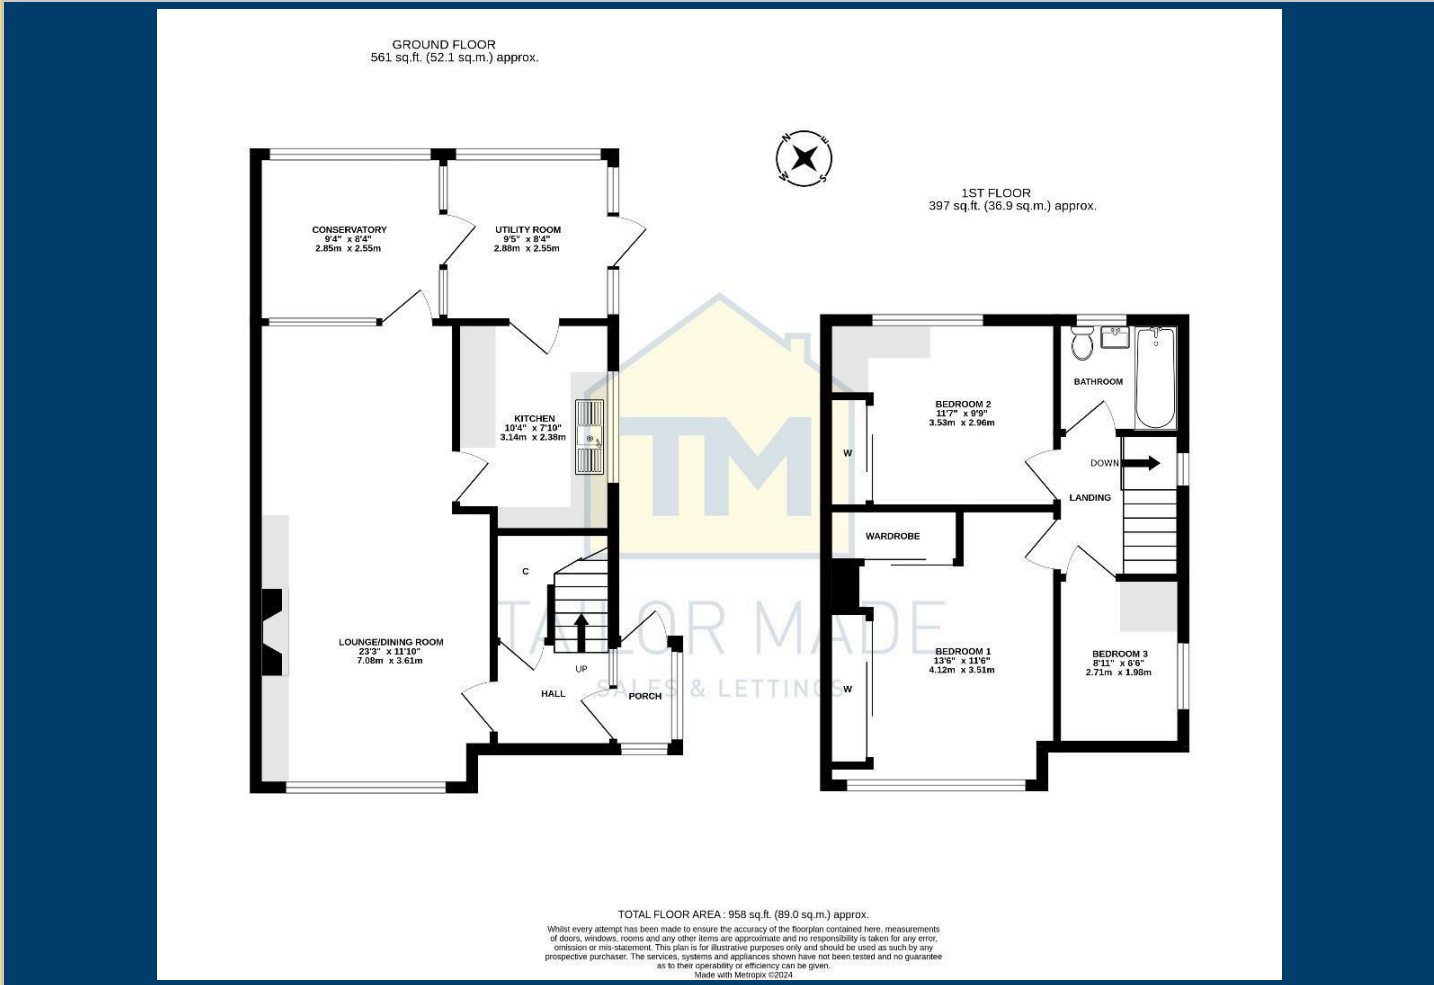 GROUND FLOOR
561 sq.ft. (52.1 sq.m.) approx.
N
E
S
W
1ST FLOOR
397 sq.ft. (36.9 sq.m.) approx.
CONSERVATORY
9'4" x 8'4"
2.85m x 2.55m
UTILITY ROOM
9'5" x 8'4"
2.88m x 2.55m
KITCHEN
10'4" x 7'10"
3.14m x 2.38m
C
LOUNGE/DINING ROOM
23'3" x 11'10"
7.08m x 3.61m
UP
HALL
PORCH
TM
TAILOR MADE
SALES & LETTINGS
BATHROOM
BEDROOM 2
11'7" x 9'9"
3.53m x 2.96m
W
DOWN
LANDING
WARDROBE
BEDROOM 1
13'6" x 11'6"
4.12m x 3.51m
W
BEDROOM 3
8'11" x 6'6"
2.71m x 1.98m
TOTAL FLOOR AREA : 958 sq.ft. (89.0 sq.m.) approx.
Whilst every attempt has been made to ensure the accuracy of the floorplan contained here, measurements
of doors, windows, rooms and any other items are approximate and no responsibility is taken for any error,
omission or mis-statement. This plan is for illustrative purposes only and should be used as such by any
prospective purchaser. The services, systems and appliances shown have not been tested and no guarantee
as to their operability or efficiency can be given.
Made with Metropix ©2024